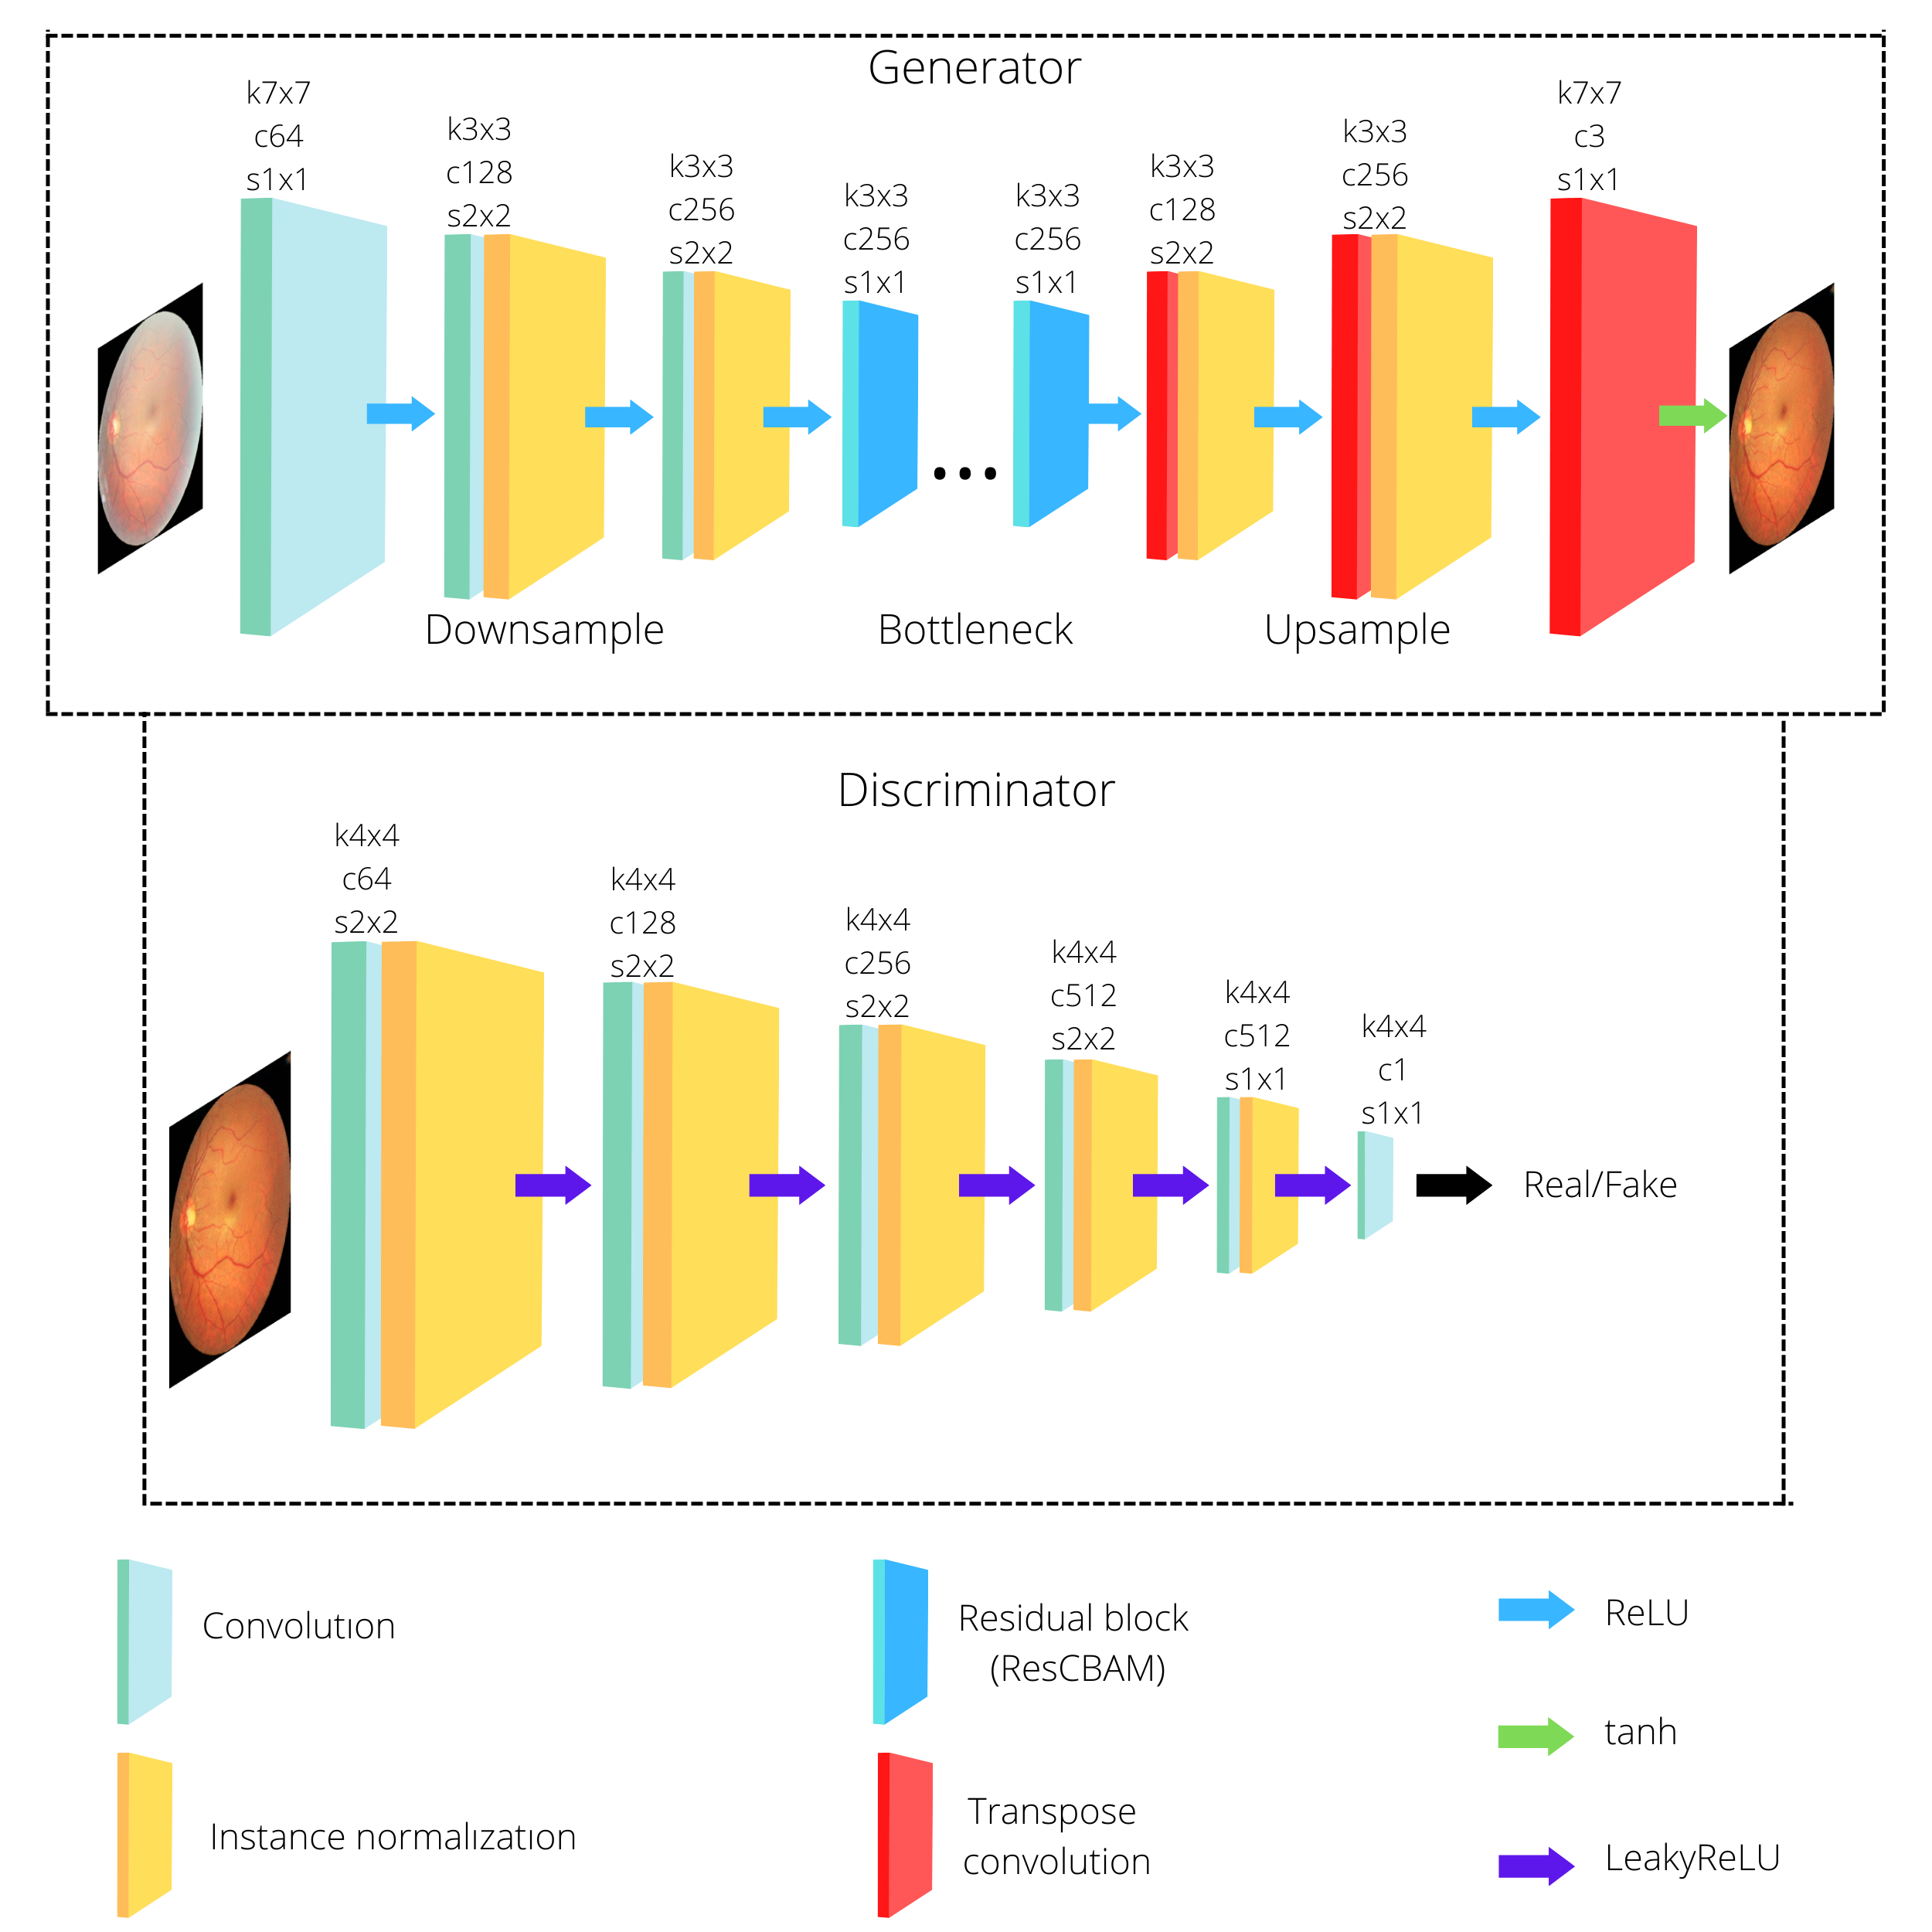 Generator
k7x7
c64
s1x1
k3x3
c128
s2x2
k3x3
c256
s2x2
k3x3
c256
s1x1
k3x3
c256
s1x1
k3x3
c128
s2x2
k3x3
c256
s2x2
k7x7
c3
s1x1
Downsample
Bottleneck
Upsample
Discriminator
k4x4
c64
s2x2
k4x4
c128
s2x2
k4x4
c256
s2x2
k4x4
c512
s2x2
k4x4
c512
s1x1
k4x4
c1
s1x1
Real/Fake
Convolutıon
Instance normalızatıon
Residual block
(ResCBAM)
Transpose
convolution
ReLU
tanh
LeakyReLU